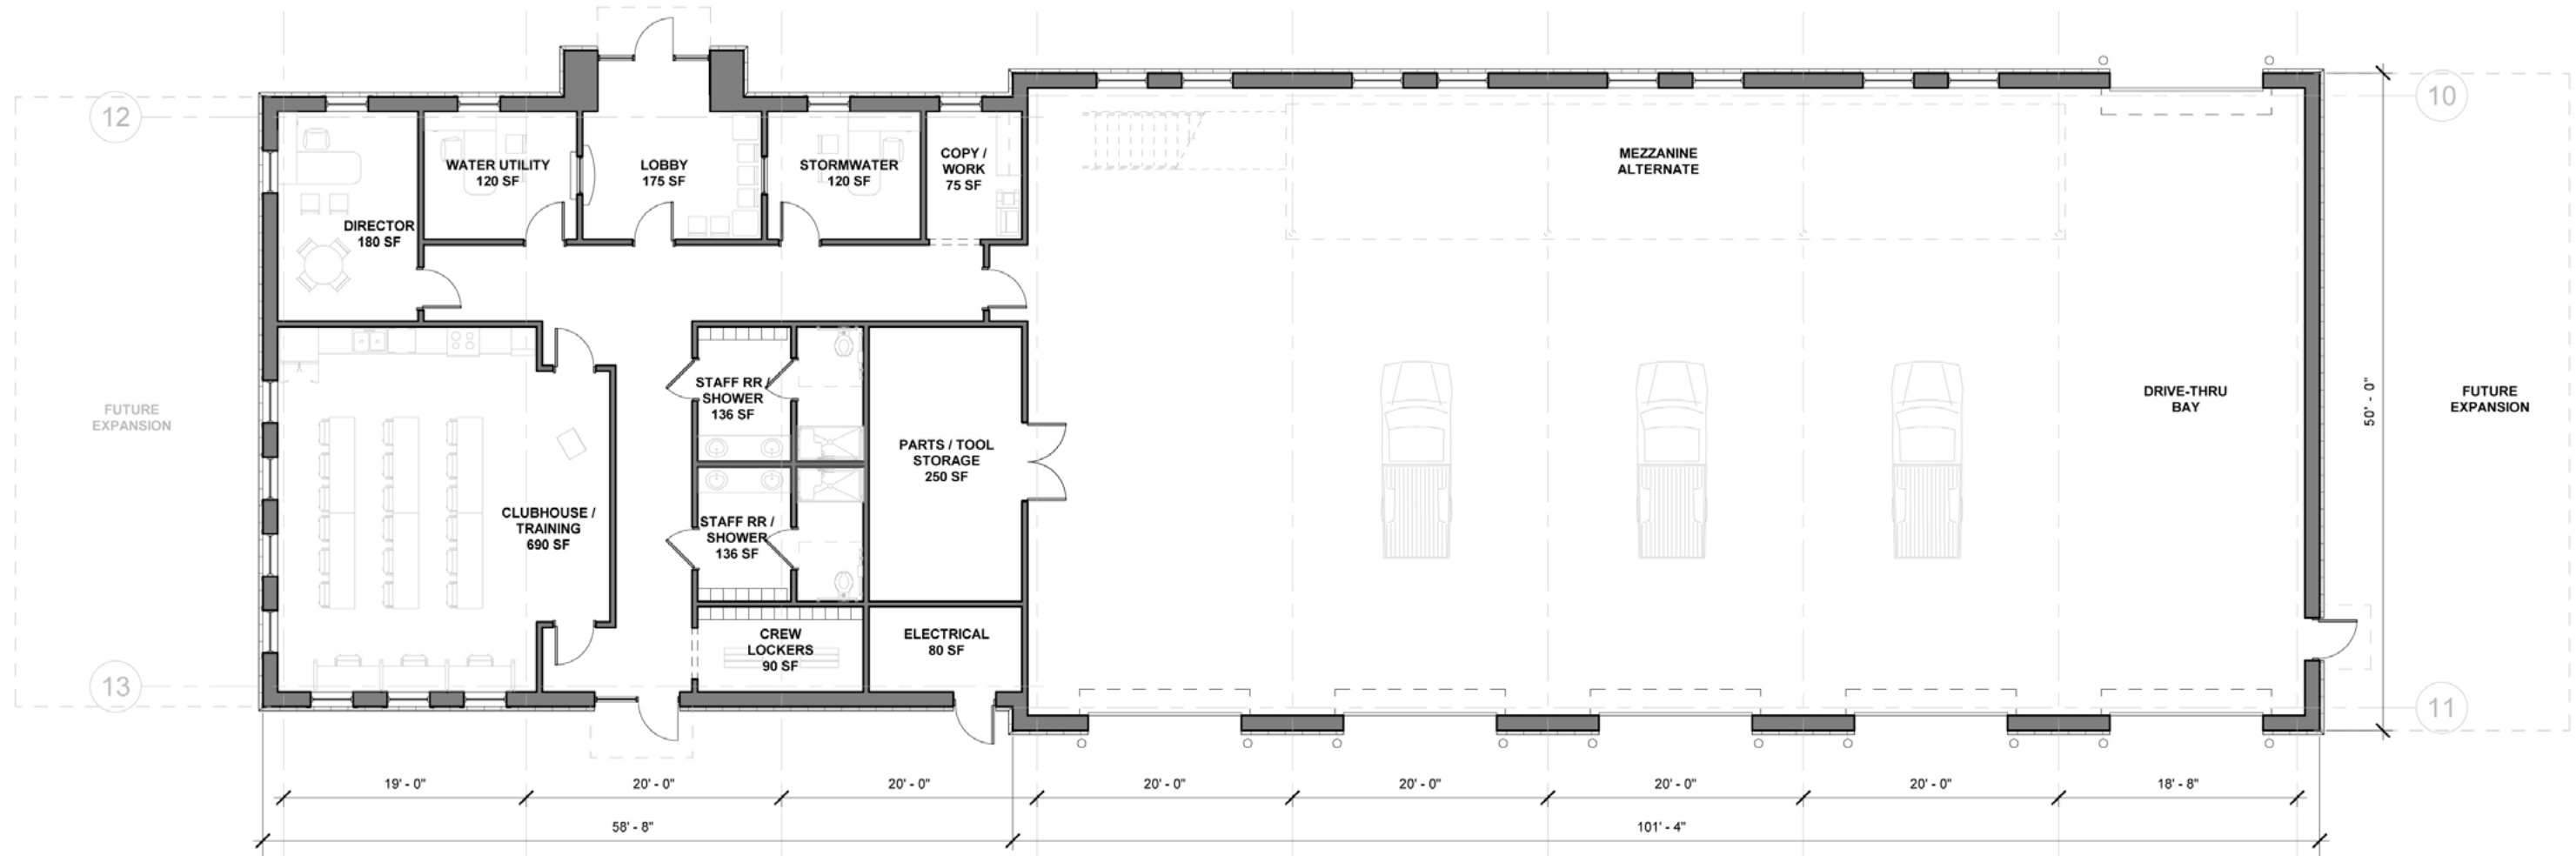 12
10
WATER UTILITY
120 SF
LOBBY
175 SF
STORMWATER
120 SF
COPY /
WORK
75 SF
MEZZANINE
ALTERNATE
DIRECTOR
180 SF
FUTURE
EXPANSION
STAFF RR /
SHOWER
136 SF
PARTS / TOOL
STORAGE
250 SF
DRIVE-THRU
BAY
50' - 0"
FUTURE
EXPANSION
CLUBHOUSE /
TRAINING
690 SF
STAFF RR /
SHOWER
136 SF
CREW
LOCKERS
90 SF
ELECTRICAL
80 SF
13
11
19' - 0"
20' - 0"
20' - 0"
20' - 0"
20' - 0"
20' - 0"
20' - 0"
18' - 8"
58' - 8"
101' - 4"